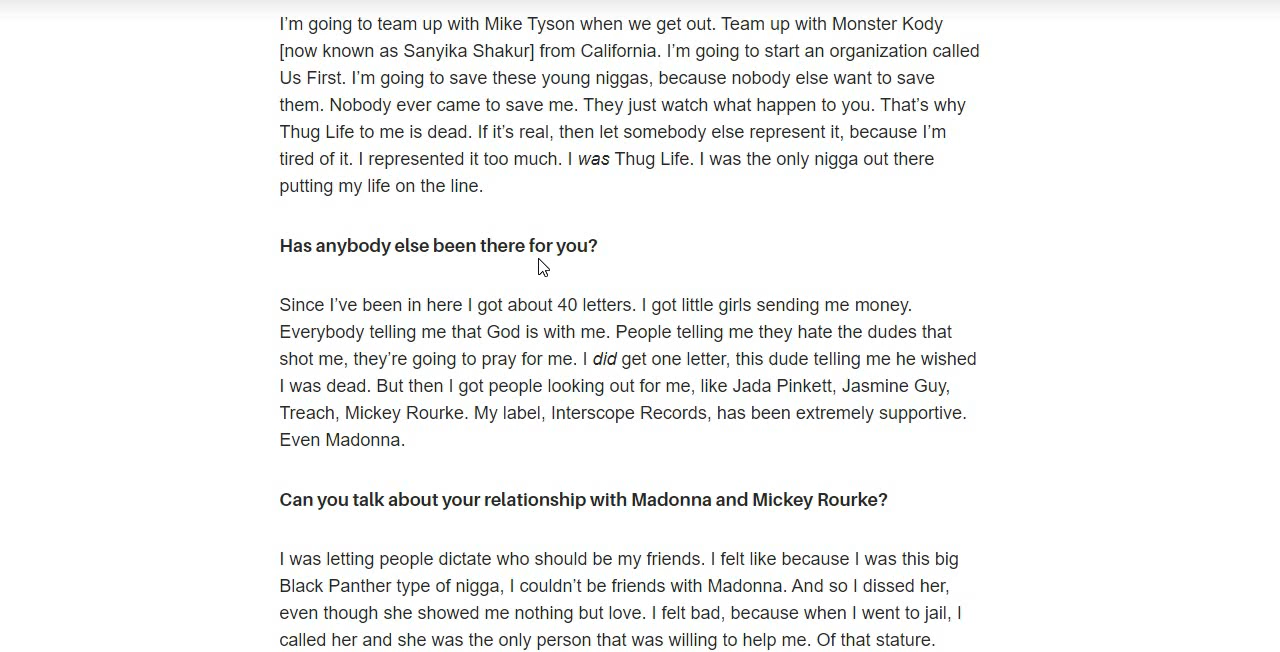 I'm going to team up with Mike Tyson when we get out. Team up with Monster Kody
[now known as Sanyika Shakur] from California. I'm going to start an organization called
Us First. I'm going to save these young niggas, because nobody else want to save
them. Nobody ever came to save me. They just watch what happen to you. That's why
Thug Life to me is dead. If it's real, then let somebody else represent it, because I'm
tired of it. I represented it too much. I was Thug Life. I was the only nigga out there
putting my life on the line.
Has anybody else been there for you?
Since I've been in here I got about 40 letters. I got little girls sending me money.
Everybody telling me that God is with me. People telling me they hate the dudes that
shot me, they're going to pray for me. I did get one letter, this dude telling me he wished
I was dead. But then I got people looking out for me, like Jada Pinkett, Jasmine Guy,
Treach, Mickey Rourke. My label, Interscope Records, has been extremely supportive.
Even Madonna.
Can you talk about your relationship with Madonna and Mickey Rourke?
I was letting people dictate who should be my friends. I felt like because I was this big
Black Panther type of nigga, I couldn't be friends with Madonna. And so I dissed her,
even though she showed me nothing but love. I felt bad, because when I went to jail, I
called her and she was the only person that was willing to help me. Of that stature.